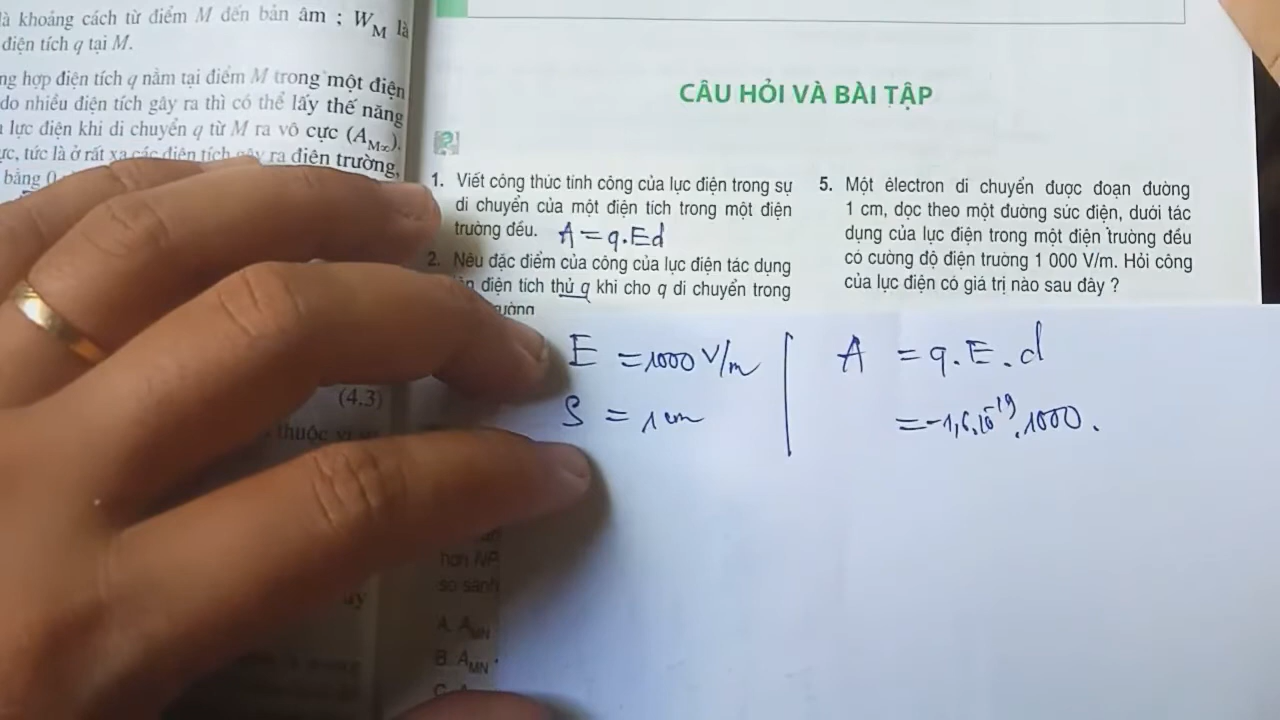 là khoảng cách từ điểm M đến bản âm ; W_M là
điện tích q tại M.
ng hợp điện tích q nằm tại điểm M trong một điện
do nhiều điện tích gây ra thì có thể lấy thế năng
lực điện khi di chuyển q từ M ra vô cực (A_M∞).
ực, tức là ở rất xa các điện tích gây ra điện trường,
bằng 0
(4.3)
thuộc
CÂU HỎI VÀ BÀI TẬP
1. Viết công thức tính công của lực điện trong sự
di chuyển của một điện tích trong một điện
trường đều. A = q.Ed
2. Nêu đặc điểm của công của lực điện tác dụng
điện tích thử q khi cho q di chuyển trong
5. Một êlectron di chuyển được đoạn đường
1 cm, dọc theo một đường sức điện, dưới tác
dụng của lực điện trong một điện trường đều
có cường độ điện trường 1 000 V/m. Hỏi công
của lực điện có giá trị nào sau đây ?
E = 1000 V/m
S = 1 cm
A = q.E.d
= -1,6.10^-19.1000.
hơn NP
so sánh
A. A_MN
B. A_MN
C.